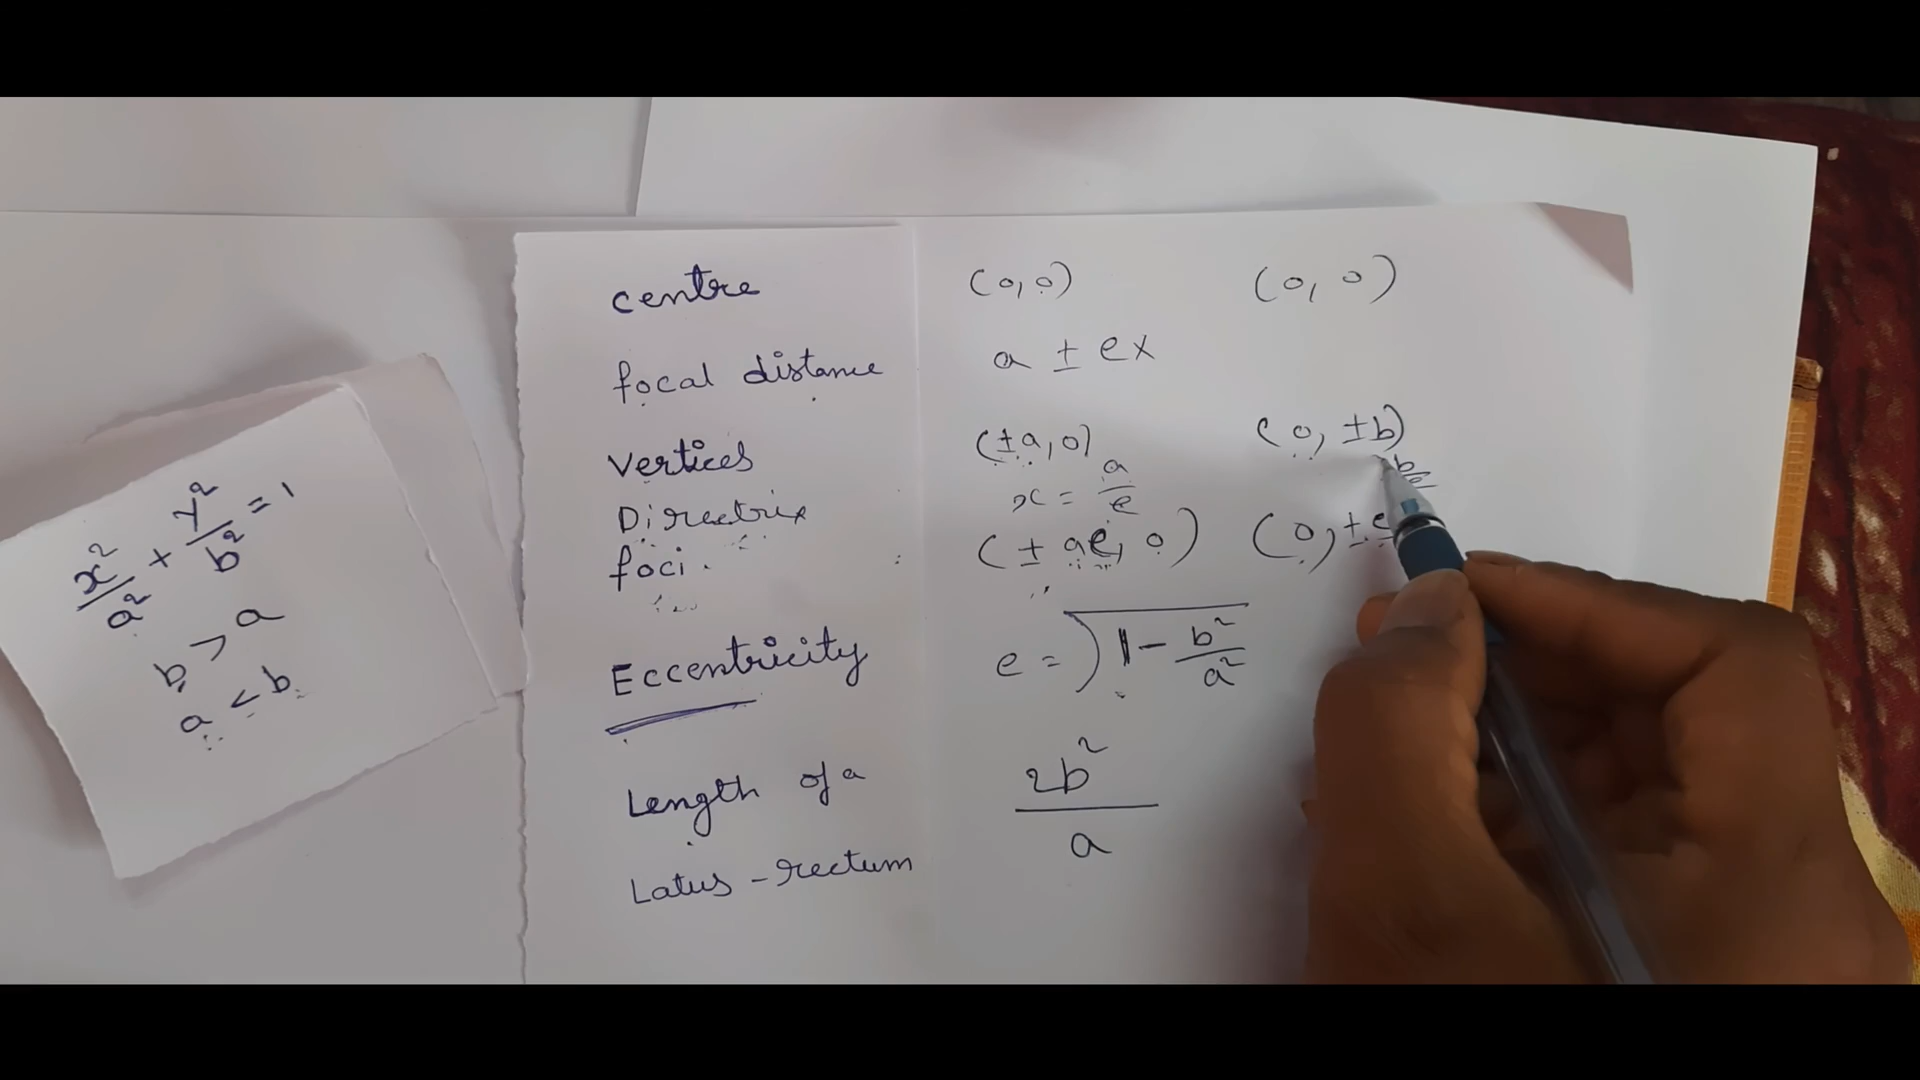 x²/a² + y²/b² = 1
b > a
a < b
centre (0,0) (0, 0)
focal distance a ± ex
Vertices (±a, 0) (0, ±b)
Directrix x = a/e b/e
foci (± ae, 0) (0, ± e
Eccentricity e = √1 - b²/a²
Length of a 2b²/a
Latus - rectum